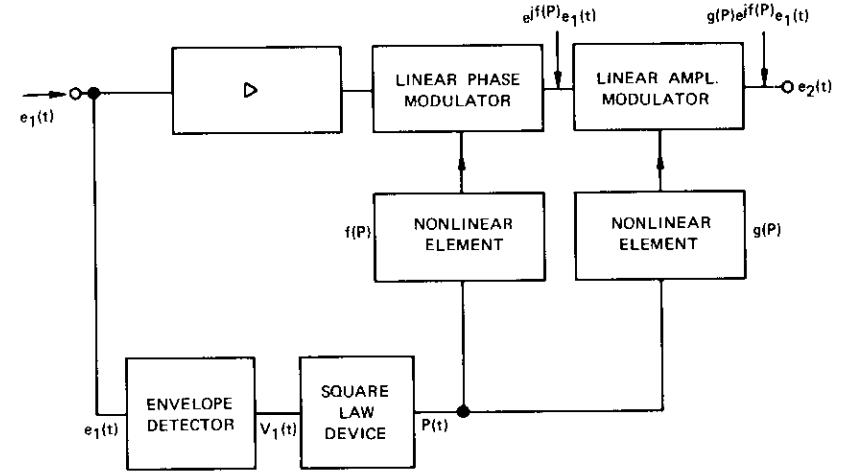 e^jf(P)e₁(t)
g(P)e^jf(P)e₁(t)
e₁(t)
LINEAR PHASE
MODULATOR
LINEAR AMPL.
MODULATOR
e₂(t)
f(P)
NONLINEAR
ELEMENT
NONLINEAR
ELEMENT
g(P)
e₁(t)
ENVELOPE
DETECTOR
V₁(t)
SQUARE
LAW
DEVICE
P(t)